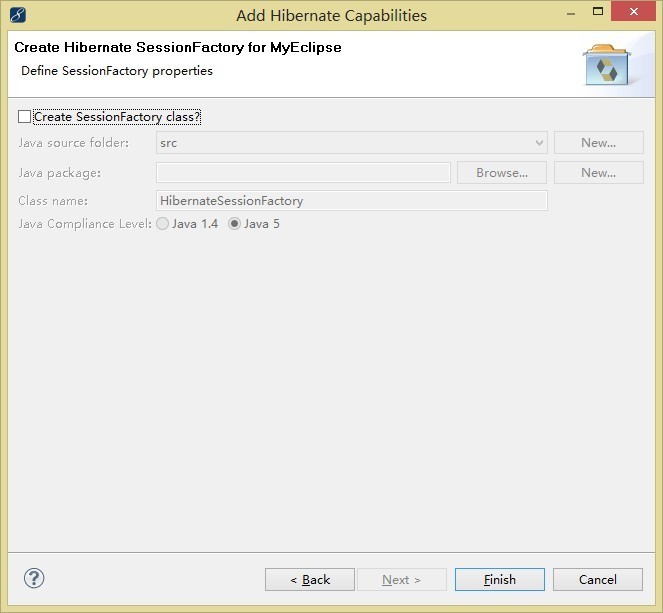 Add Hibernate Capabilities
Create Hibernate SessionFactory for MyEclipse
Define SessionFactory properties
Create SessionFactory class?
Java source folder: src New...
Java package: Browse... New...
Class name: HibernateSessionFactory
Java Compliance Level: Java 1.4 Java 5
< Back Next > Finish Cancel